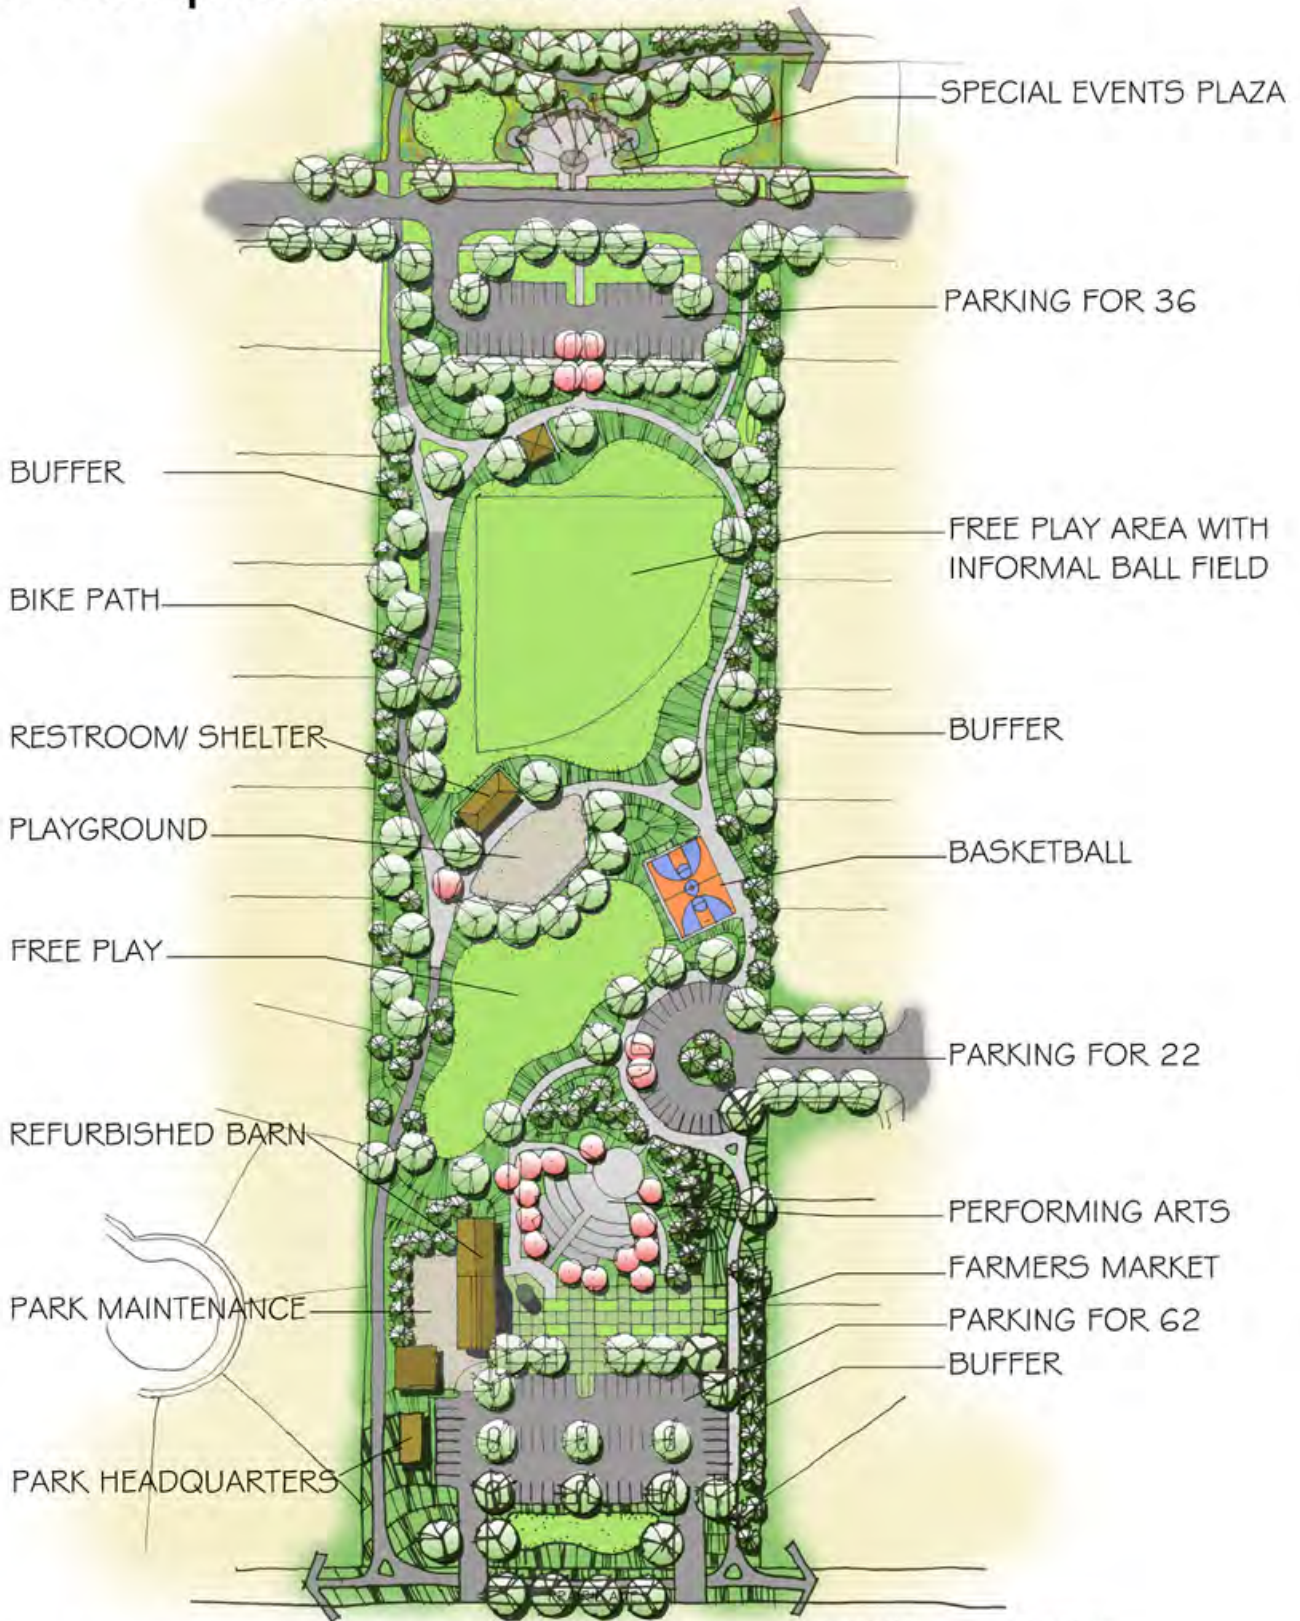 SPECIAL EVENTS PLAZA
PARKING FOR 36
BUFFER
FREE PLAY AREA WITH
INFORMAL BALL FIELD
BIKE PATH
RESTROOM/ SHELTER
BUFFER
PLAYGROUND
BASKETBALL
FREE PLAY
PARKING FOR 22
REFURBISHED BARN
PERFORMING ARTS
FARMERS MARKET
PARK MAINTENANCE
PARKING FOR 62
BUFFER
PARK HEADQUARTERS